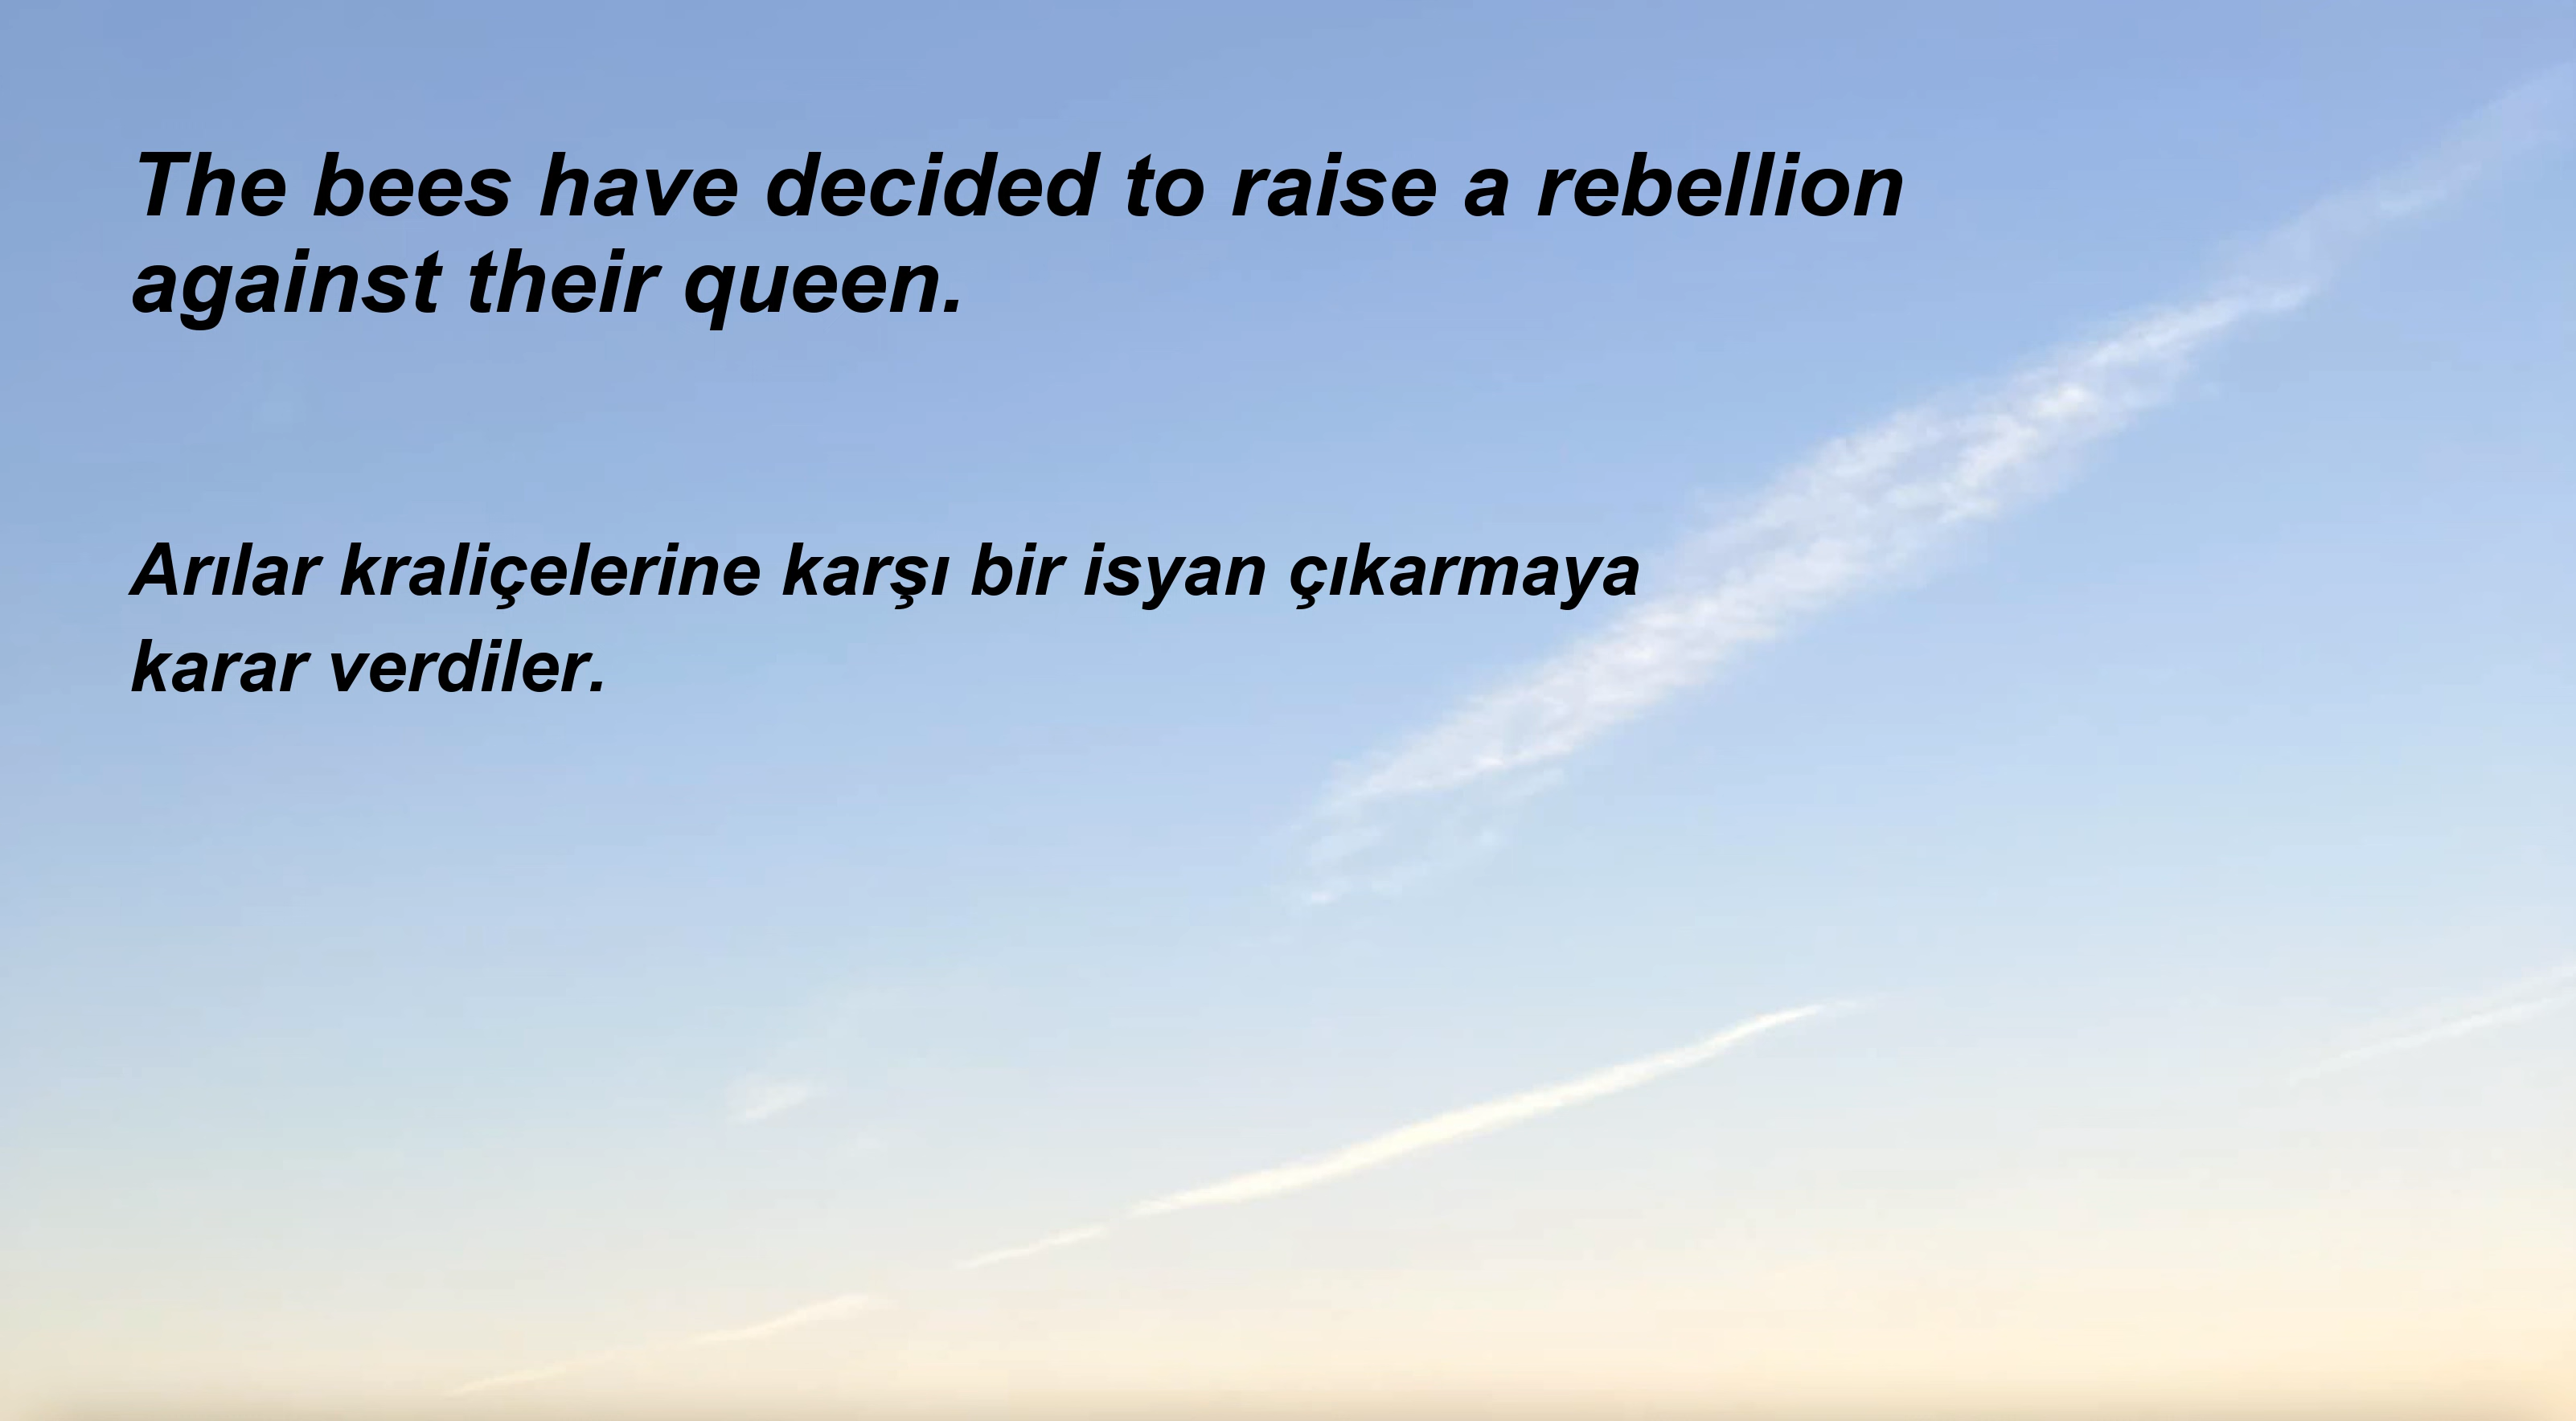 The bees have decided to raise a rebellion
against their queen.
Arılar kraliçelerine karşı bir isyan çıkarmaya
karar verdiler.